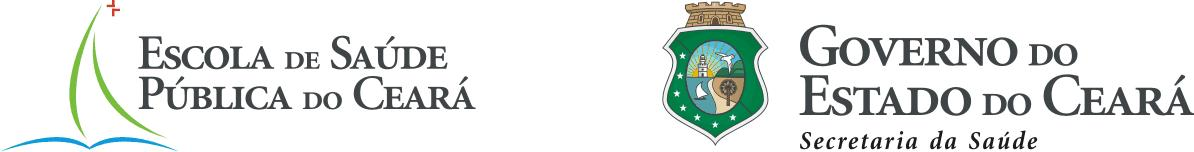 Escola de Saúde
Pública do Ceará
Governo do
Estado do Ceará
Secretaria da Saúde